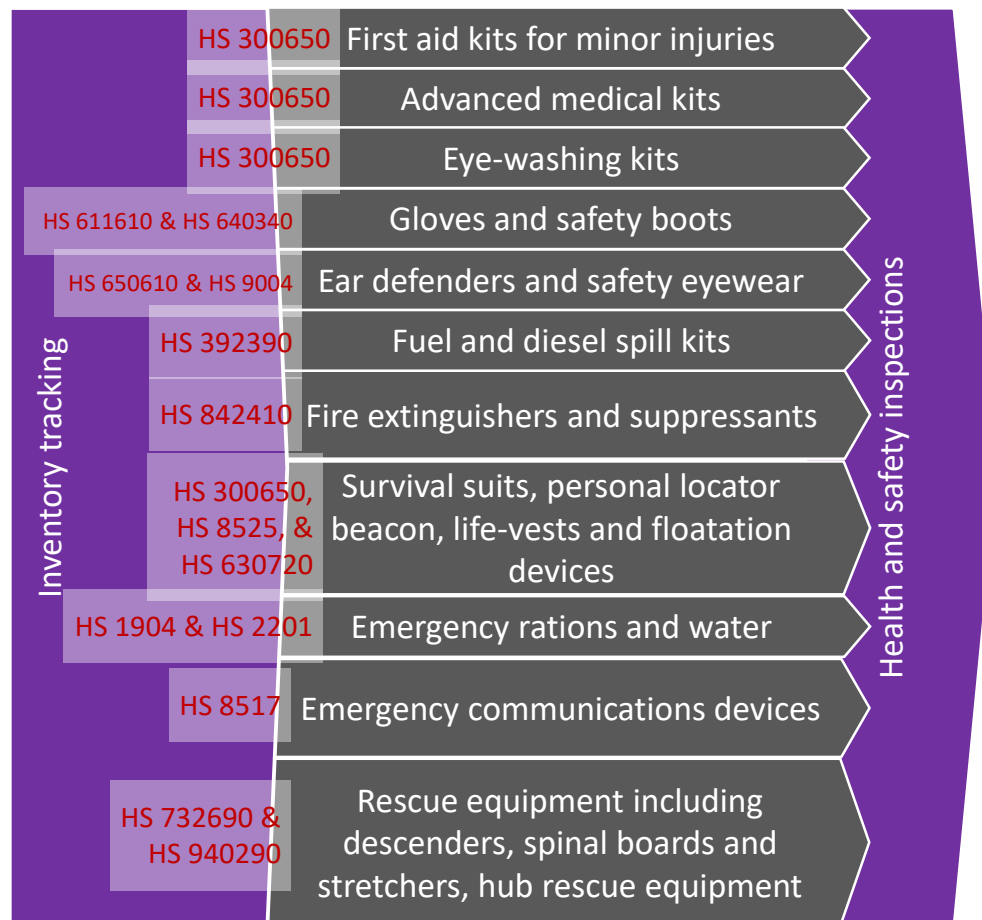 Inventory tracking
HS 300650
First aid kits for minor injuries
HS 300650
Advanced medical kits
HS 300650
Eye-washing kits
HS 611610 & HS 640340
Gloves and safety boots
HS 650610 & HS 9004
Ear defenders and safety eyewear
HS 392390
Fuel and diesel spill kits
HS 842410
Fire extinguishers and suppressants
HS 300650,
HS 8525, &
HS 630720
Survival suits, personal locator
beacon, life-vests and floatation
devices
HS 1904 & HS 2201
Emergency rations and water
HS 8517
Emergency communications devices
HS 732690 &
HS 940290
Rescue equipment including
descenders, spinal boards and
stretchers, hub rescue equipment
Health and safety inspections